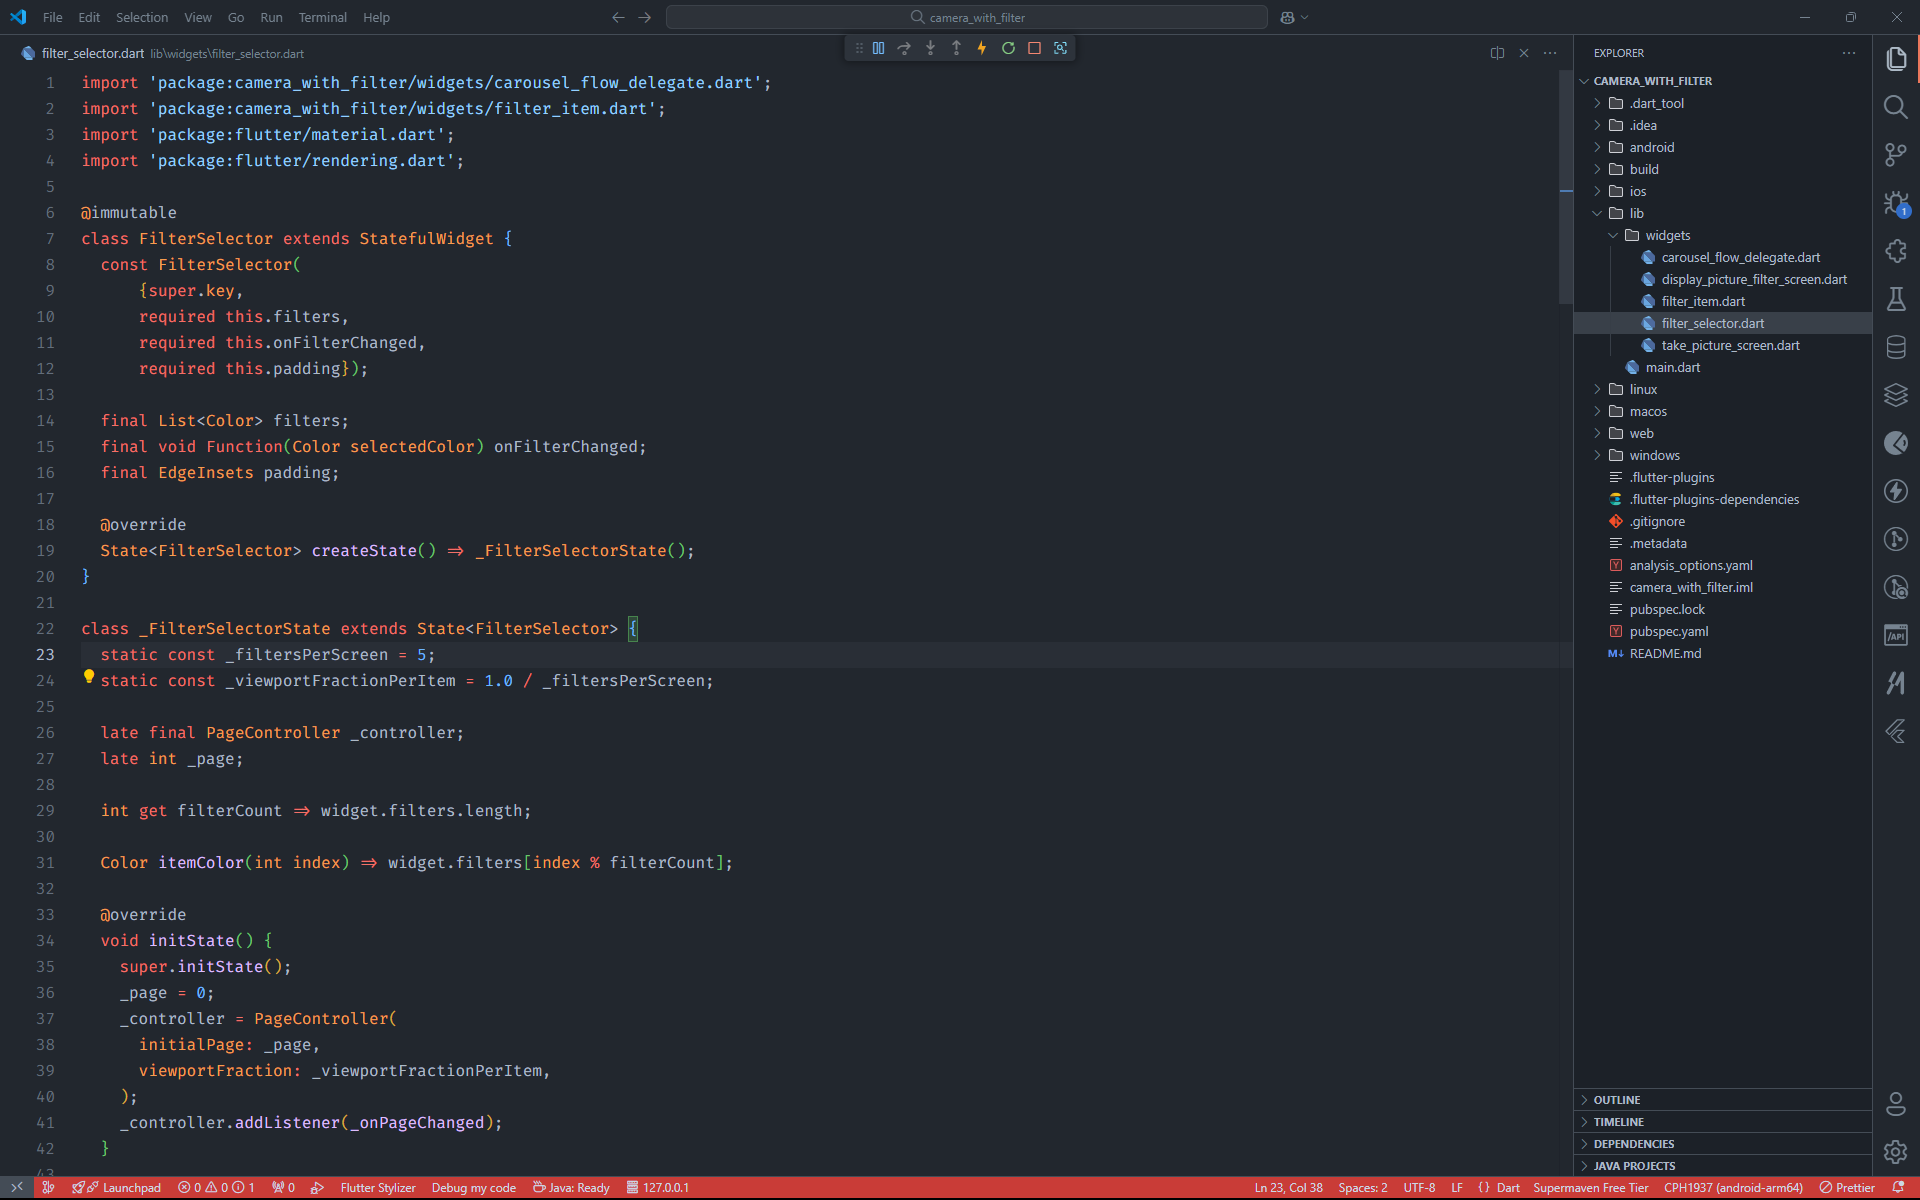 File Edit Selection View Go Run Terminal Help
camera_with_filter
filter_selector.dart lib\widgets\filter_selector.dart
1 import 'package:camera_with_filter/widgets/carousel_flow_delegate.dart';
2 import 'package:camera_with_filter/widgets/filter_item.dart';
3 import 'package:flutter/material.dart';
4 import 'package:flutter/rendering.dart';
5
6 @immutable
7 class FilterSelector extends StatefulWidget {
8 const FilterSelector(
9 {super.key,
10 required this.filters,
11 required this.onFilterChanged,
12 required this.padding});
13
14 final List<Color> filters;
15 final void Function(Color selectedColor) onFilterChanged;
16 final EdgeInsets padding;
17
18 @override
19 State<FilterSelector> createState() => _FilterSelectorState();
20 }
21
22 class _FilterSelectorState extends State<FilterSelector> {
23 static const _filtersPerScreen = 5;
24 static const _viewportFractionPerItem = 1.0 / _filtersPerScreen;
25
26 late final PageController _controller;
27 late int _page;
28
29 int get filterCount => widget.filters.length;
30
31 Color itemColor(int index) => widget.filters[index % filterCount];
32
33 @override
34 void initState() {
35 super.initState();
36 _page = 0;
37 _controller = PageController(
38 initialPage: _page,
39 viewportFraction: _viewportFractionPerItem,
40 );
41 _controller.addListener(_onPageChanged);
42 }
43
EXPLORER
CAMERA_WITH_FILTER
.dart_tool
.idea
android
build
ios
lib
widgets
carousel_flow_delegate.dart
display_picture_filter_screen.dart
filter_item.dart
filter_selector.dart
take_picture_screen.dart
main.dart
linux
macos
web
windows
.flutter-plugins
.flutter-plugins-dependencies
.gitignore
.metadata
analysis_options.yaml
camera_with_filter.iml
pubspec.lock
pubspec.yaml
README.md
OUTLINE
TIMELINE
DEPENDENCIES
JAVA PROJECTS
1
/API
Launchpad 0 0 1 0 Flutter Stylizer Debug my code Java: Ready 127.0.0.1 Ln 23, Col 38 Spaces: 2 UTF-8 LF { } Dart Supermaven Free Tier CPH1937 (android-arm64) Prettier